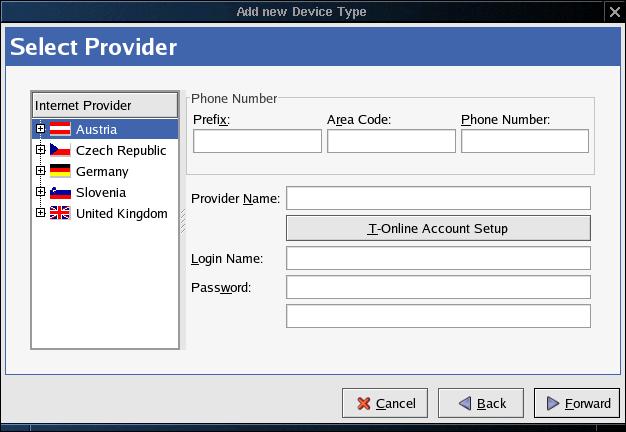 Add new Device Type
Select Provider
Internet Provider
Austria
Czech Republic
Germany
Slovenia
United Kingdom
Phone Number
Prefix: Area Code: Phone Number:
Provider Name:
T-Online Account Setup
Login Name:
Password:
Cancel Back Forward